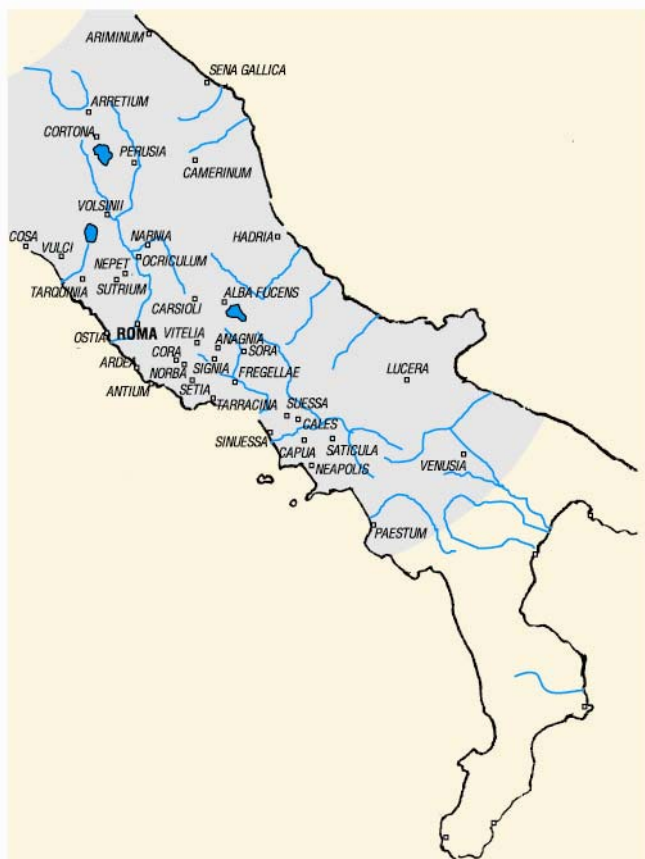 ARIMINUM
SENA GALLICA
ARRETIUM
CORTONA
PERUSIA
CAMERINUM
VOLSINII
COSA
VULCI
NARNIA
HADRIA
OCRICULUM
NEPET
TARQUINIA
SUTRIUM
CARSIOLI
ALBA FUCENS
OSTIA
ROMA
VITELIA
ANAGNIA
SORA
CORA
ARDEA
NORBA
SIGNIA
FREGELLAE
LUCERA
ANTIUM
SETIA
TARRACINA
SUESSA
CALES
SINUESSA
CAPUA
SATICULA
NEAPOLIS
VENUSIA
PAESTUM